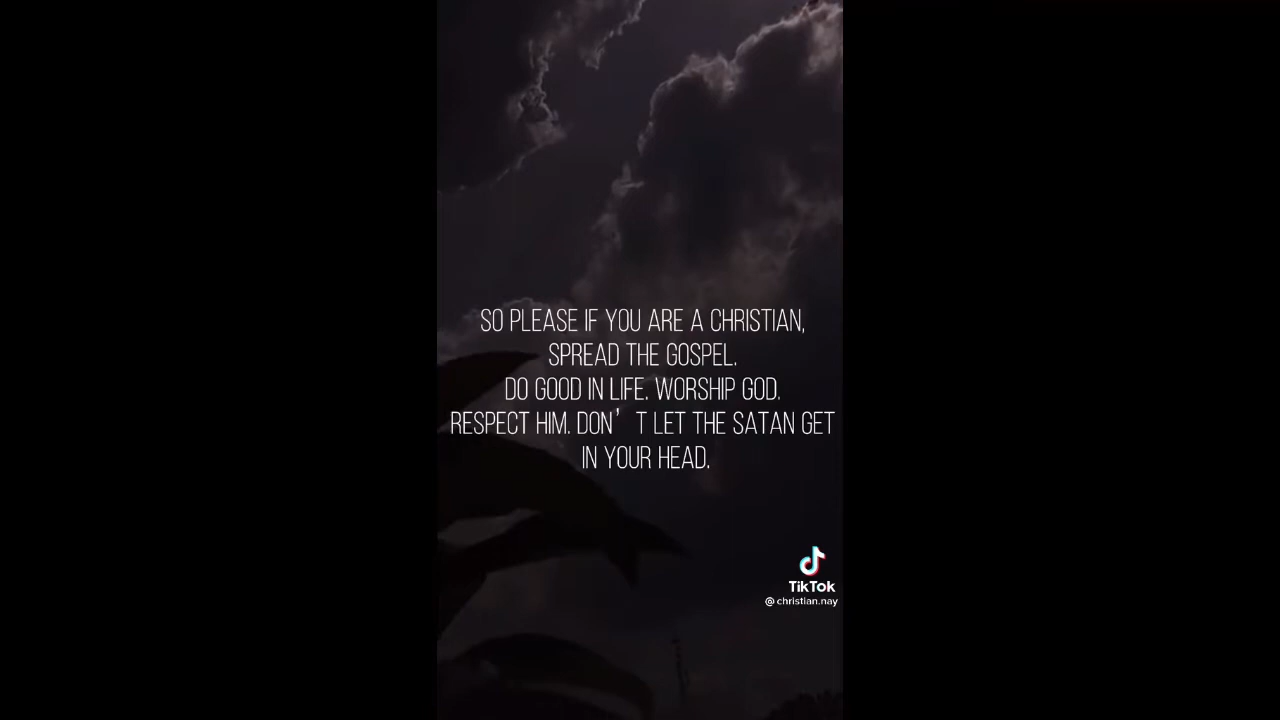 SO PLEASE IF YOU ARE A CHRISTIAN,
SPREAD THE GOSPEL.
DO GOOD IN LIFE. WORSHIP GOD.
RESPECT HIM. DON’T LET THE SATAN GET
IN YOUR HEAD.
TikTok
@christian.nay